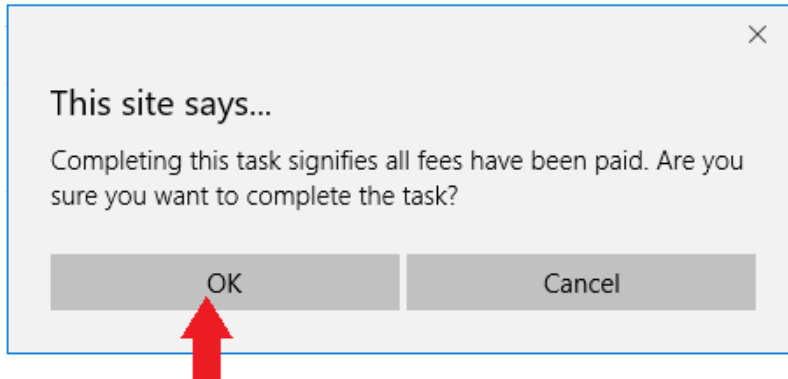 This site says...
Completing this task signifies all fees have been paid. Are you
sure you want to complete the task?
OK
Cancel